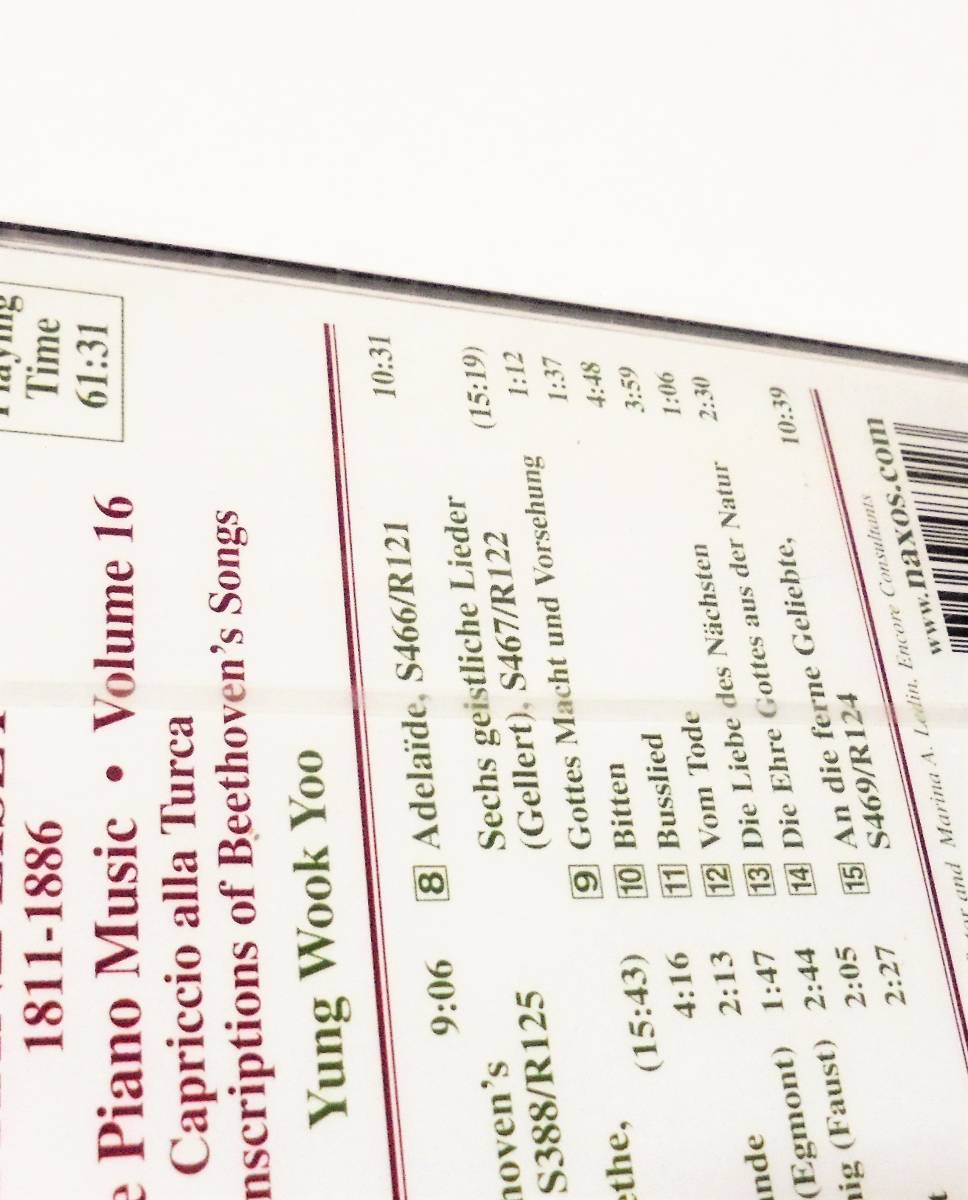 1811-1886
Piano Music • Volume 16
Capriccio alla Turca
nscriptions of Beethoven's Songs
Yung Wook Yoo
Playing
Time
61:31
9:06
hoven's
S388/R125
ethe, (15:43)
4:16
nde 2:13
(Egmont) 1:47
ig (Faust) 2:44
2:05
2:27
8 Adelaïde, S466/R121 10:31
Sechs geistliche Lieder
(Gellert), S467/R122 (15:19)
9 Gottes Macht und Vorsehung 1:12
10 Bitten 1:37
11 Busslied 4:48
12 Vom Tode 3:59
13 Die Liebe des Nächsten 1:06
14 Die Ehre Gottes aus der Natur 2:30
15 An die ferne Geliebte,
S469/R124 10:39
and Marina A. Ledin, Encore Consultants
www.naxos.com